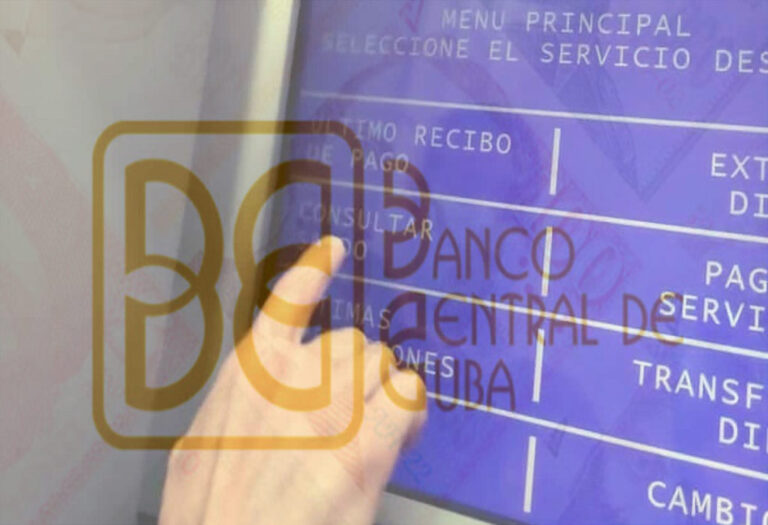 MENU PRINCIPAL
SELECCIONE EL SERVICIO DES
ULTIMO RECIBO
DE PAGO
EXT
DI
CONSULTAR
PAG
SERVI
ONES
TRANSF
DI
CAMBI
BANCO
CENTRAL DE
CUBA